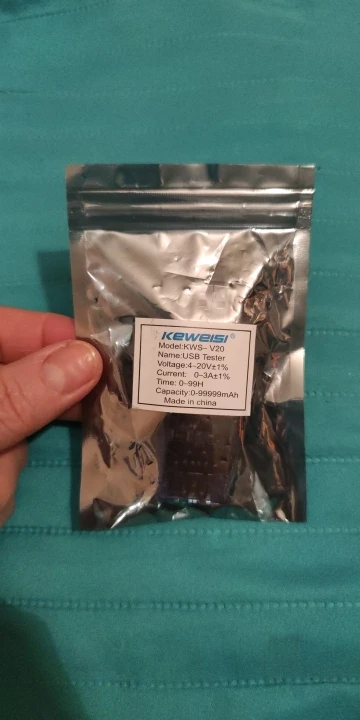 KEWEISI®
Model:KWS-V20
Name:USB Tester
Voltage:4-20V±1%
Current: 0-3A±1%
Time: 0-99H
Capacity:0-99999mAh
Made in china